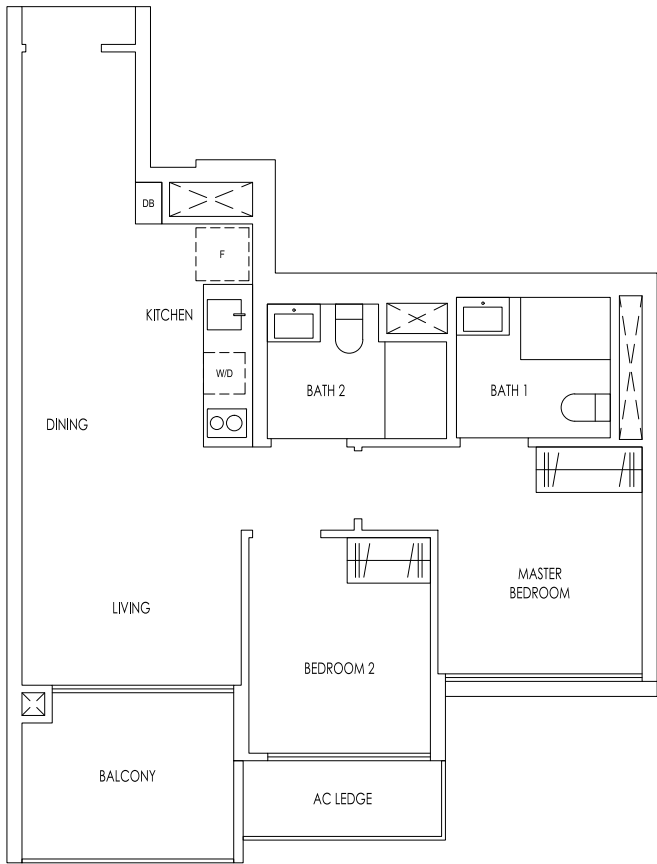 DB
F
KITCHEN
W/D
BATH 2
BATH 1
DINING
MASTER
BEDROOM
LIVING
BEDROOM 2
BALCONY
AC LEDGE